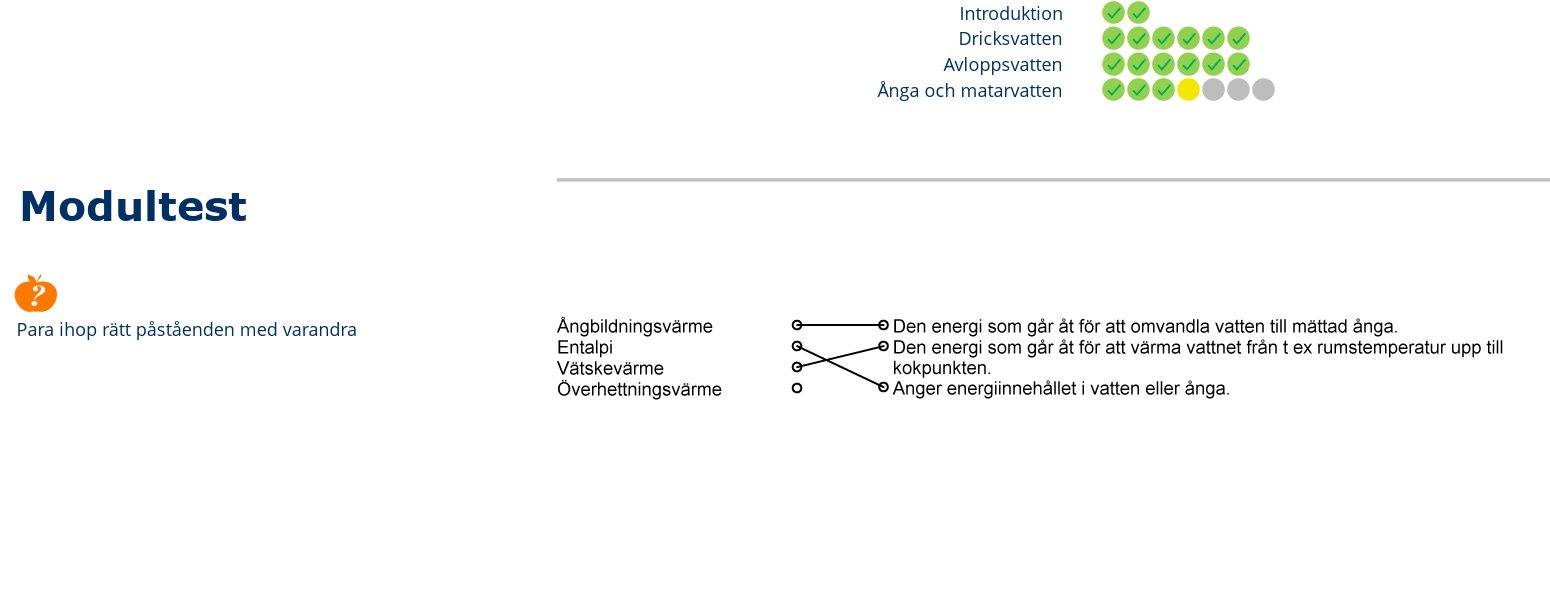 Introduktion
Dricksvatten
Avloppsvatten
Ånga och matarvatten
Modultest
?
Para ihop rätt påståenden med varandra
Ångbildningsvärme
Entalpi
Vätskevärme
Överhettningsvärme
Den energi som går åt för att omvandla vatten till mättad ånga.
Den energi som går åt för att värma vattnet från t ex rumstemperatur upp till
kokpunkten.
Anger energiinnehållet i vatten eller ånga.